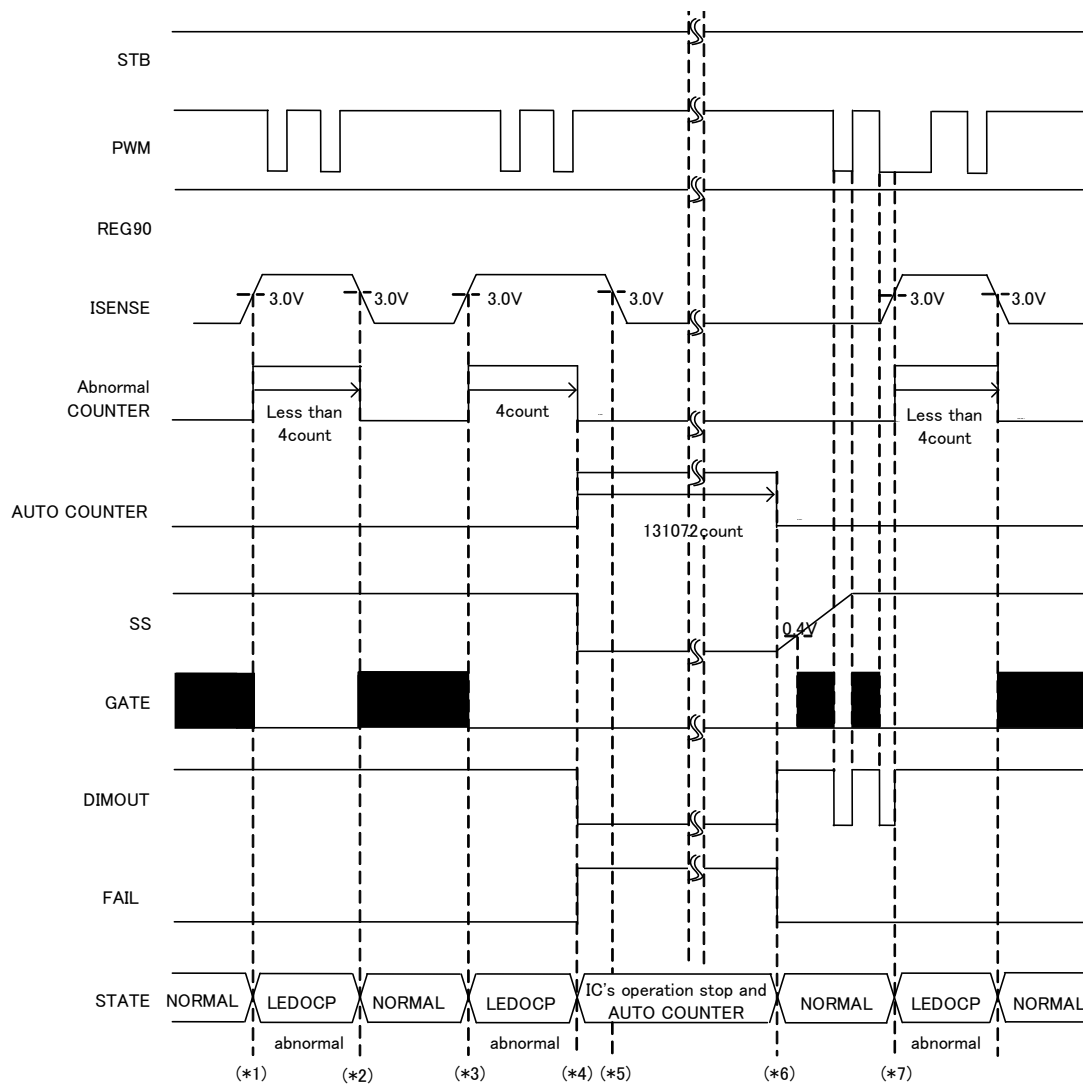 STB
PWM
REG90
ISENSE
3.0V
3.0V
3.0V
3.0V
3.0V
3.0V
Abnormal
COUNTER
Less than
4count
4count
Less than
4count
AUTO COUNTER
131072count
SS
0.4V
GATE
DIMOUT
FAIL
STATE
NORMAL
LEDOCP
NORMAL
LEDOCP
IC's operation stop and
AUTO COUNTER
NORMAL
LEDOCP
NORMAL
abnormal
abnormal
abnormal
(*1)
(*2)
(*3)
(*4)
(*5)
(*6)
(*7)